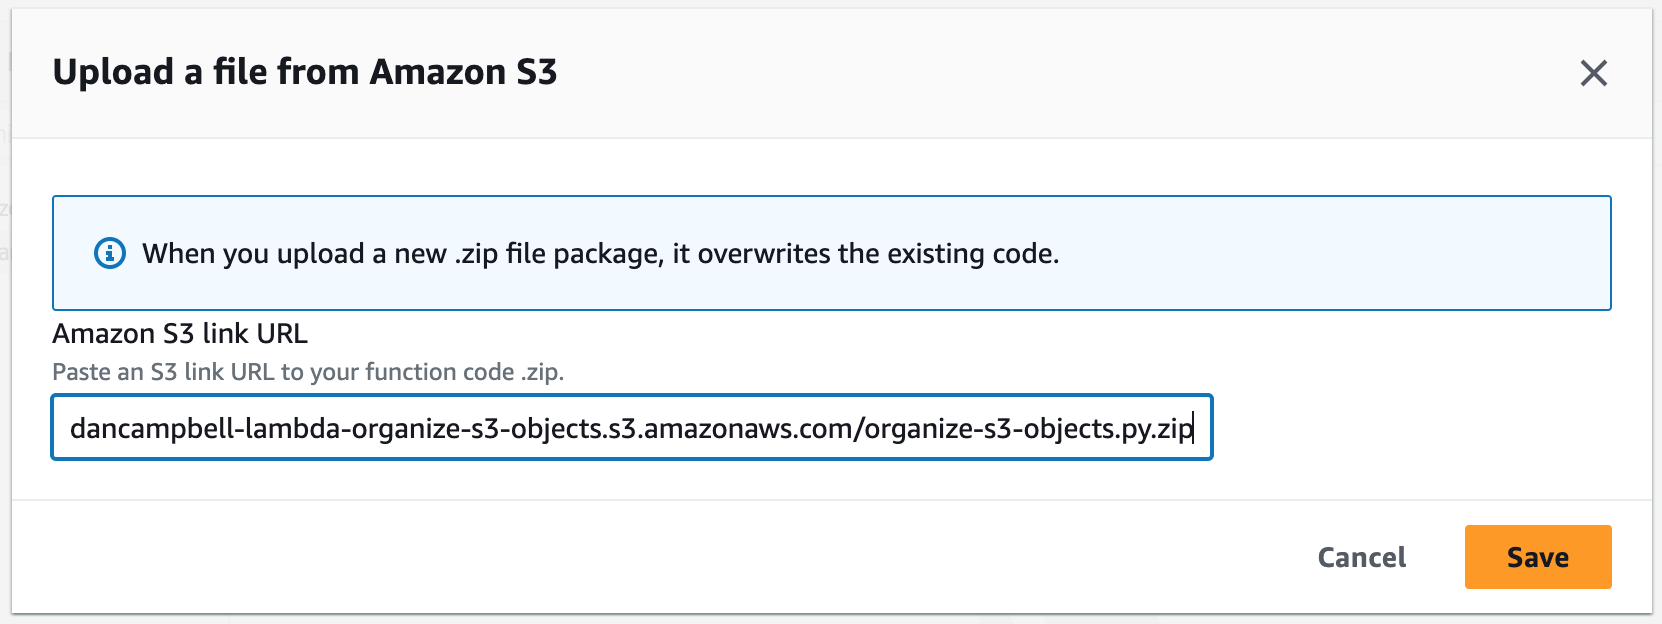 Upload a file from Amazon S3
When you upload a new .zip file package, it overwrites the existing code.
Amazon S3 link URL
Paste an S3 link URL to your function code .zip.
dancampbell-lambda-organize-s3-objects.s3.amazonaws.com/organize-s3-objects.py.zip
Cancel
Save